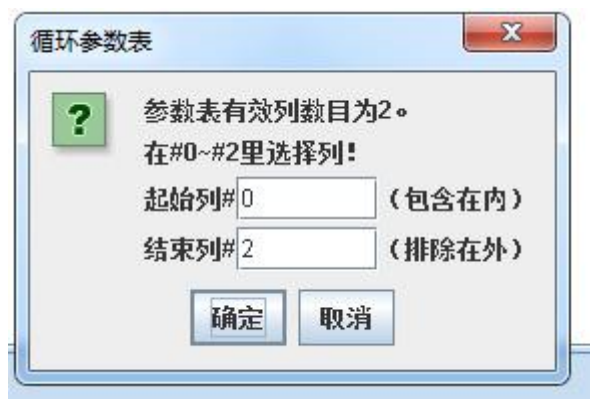 循环参数表
参数表有效列数目为2。
在#0~#2里选择列!
起始列#0 (包含在内)
结束列#2 (排除在外)
确定 取消